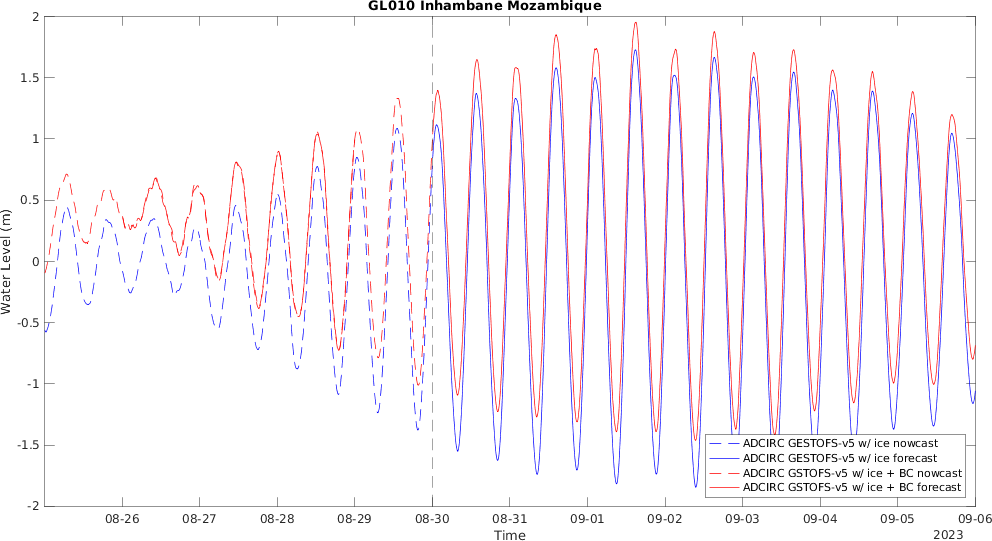 GL010 Inhambane Mozambique
2
1.5
1
0.5
0
-0.5
-1
-1.5
-2
Water Level (m)
ADCIRC GESTOFS-v5 w/ ice nowcast
ADCIRC GESTOFS-v5 w/ ice forecast
ADCIRC GSTOFS-v5 w/ ice + BC nowcast
ADCIRC GSTOFS-v5 w/ ice + BC forecast
08-26 08-27 08-28 08-29 08-30 08-31 09-01 09-02 09-03 09-04 09-05 09-06
Time
2023